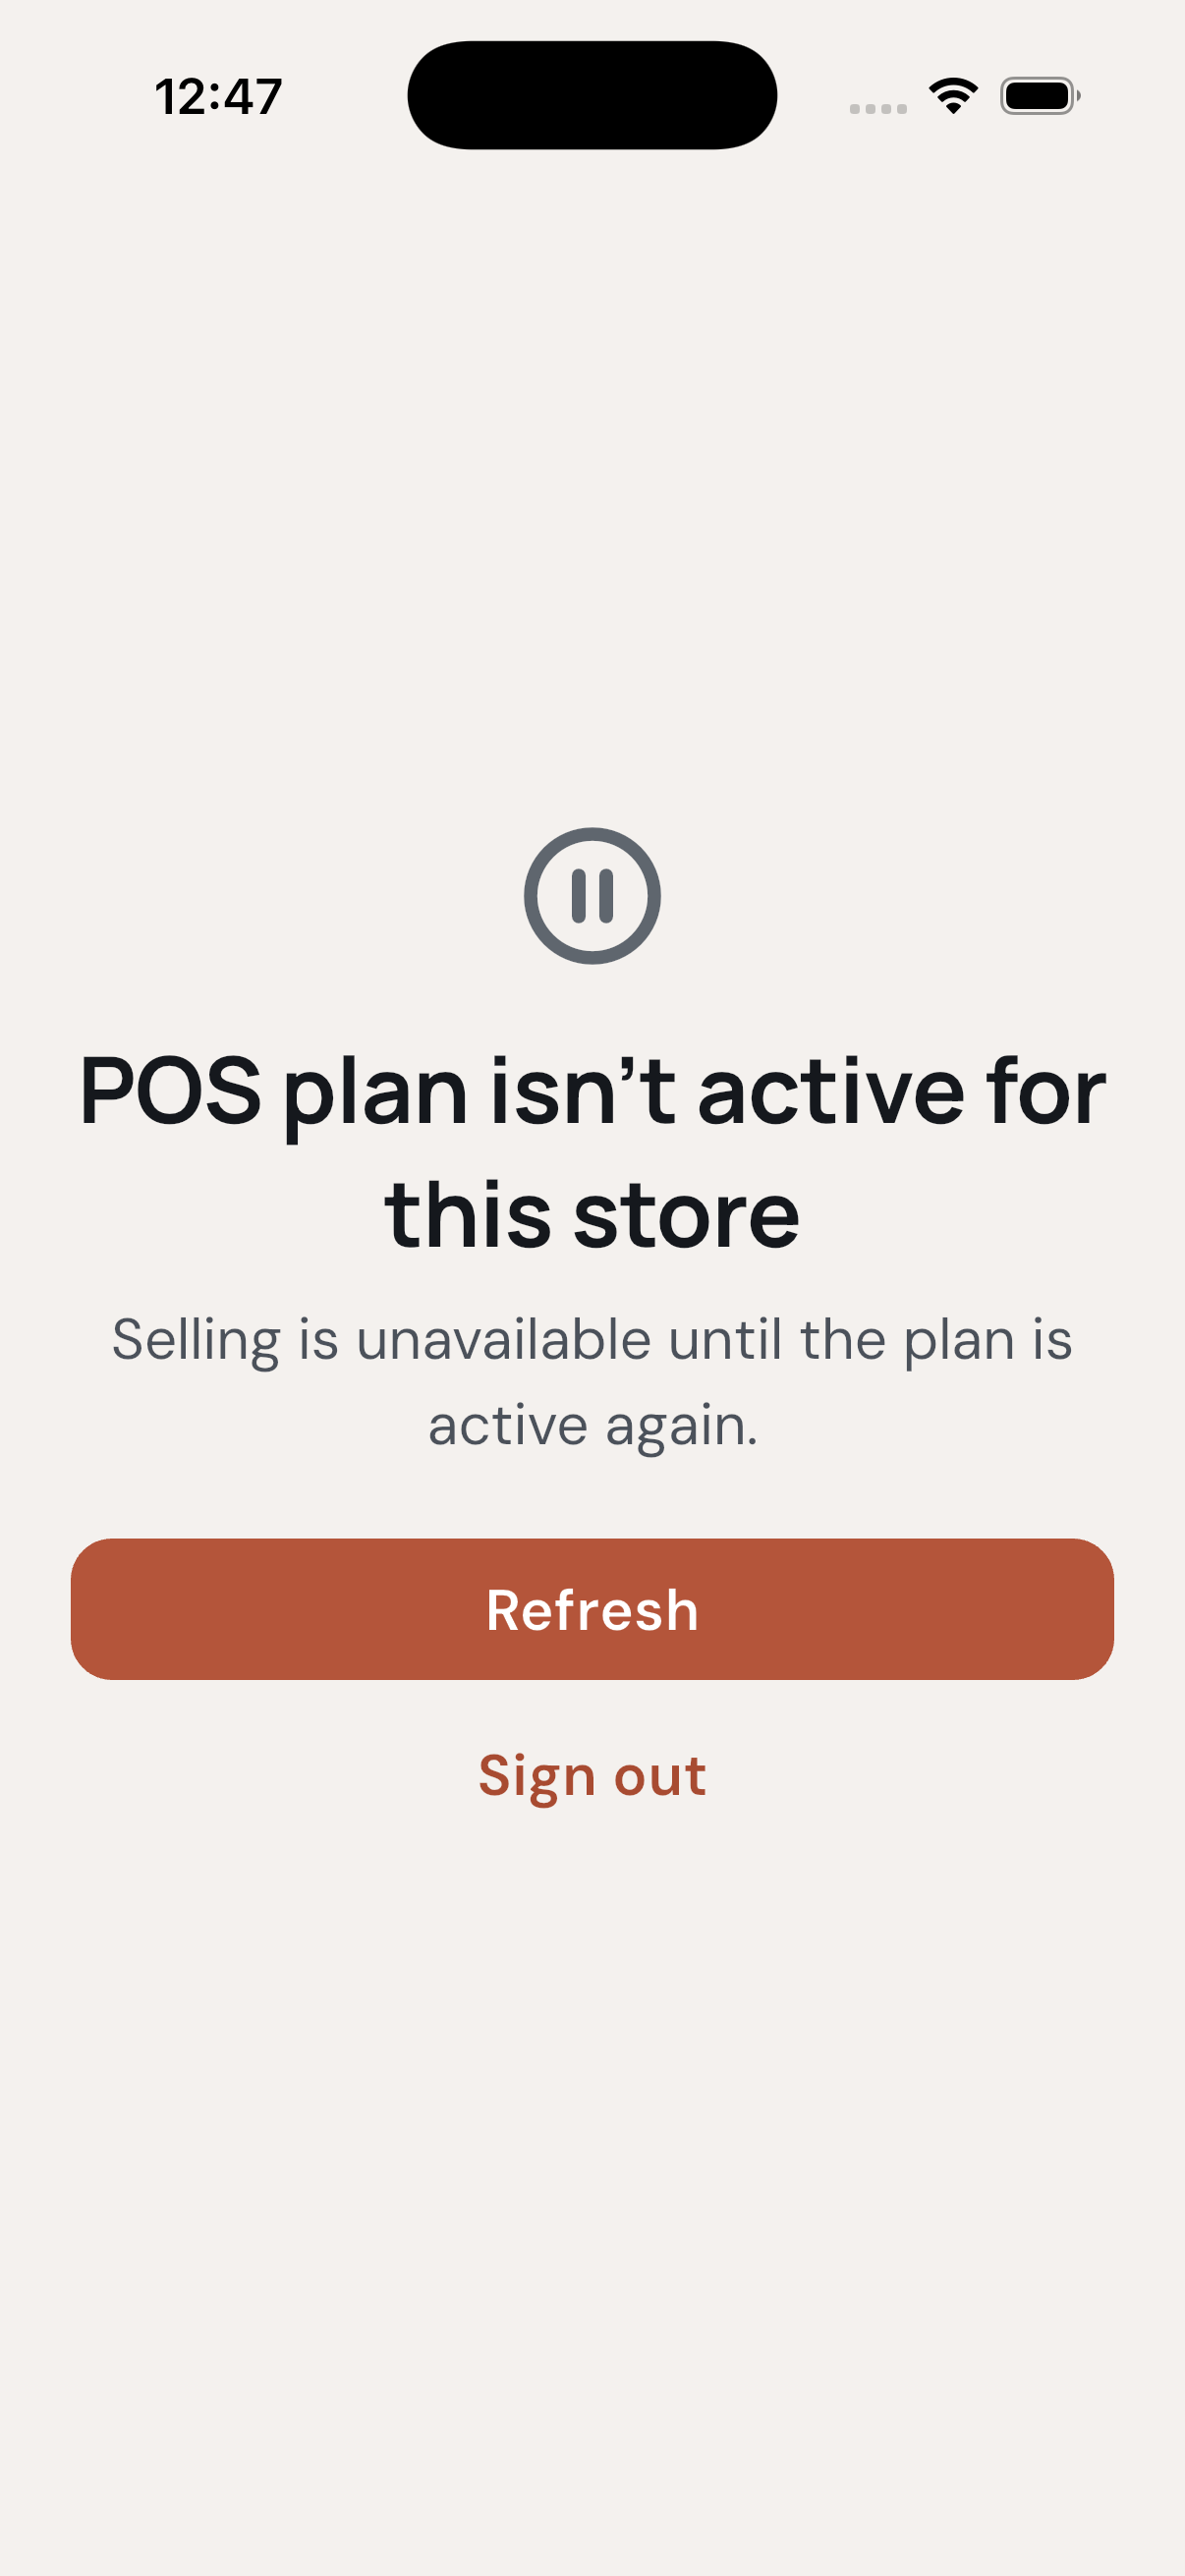 12:47
POS plan isn’t active for
this store
Selling is unavailable until the plan is
active again.
Refresh
Sign out